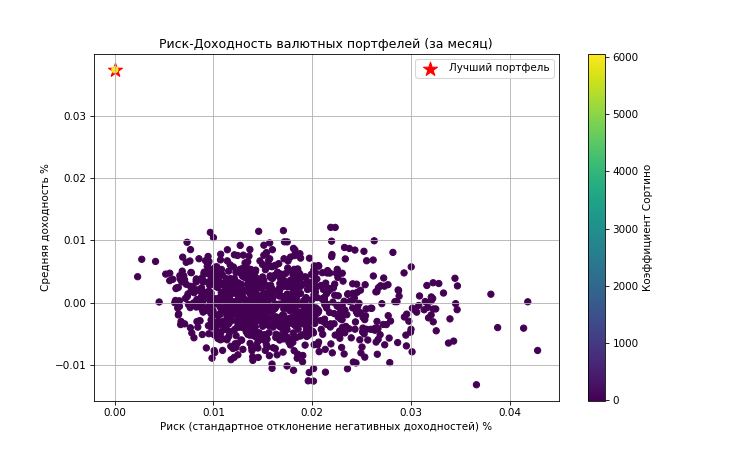 Риск-Доходность валютных портфелей (за месяц)
Лучший портфель
Средняя доходность %
0.03
0.02
0.01
0.00
−0.01
0.00 0.01 0.02 0.03 0.04
Риск (стандартное отклонение негативных доходностей) %
6000
5000
4000
3000
2000
1000
0
Коэффициент Сортино